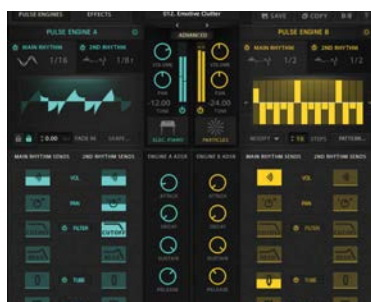 PULSE ENGINES EFFECTS 012. Emotive Clutter SAVE COPY
PULSE ENGINE A ADVANCED PULSE ENGINE B
MAIN RHYTHM 2ND RHYTHM MAIN RHYTHM 2ND RHYTHM
1/16 1/8 1/2 1/2
VOLUME VOLUME
PAN PAN
-12.00 -24.00
TUNE TUNE
0.00 FADE IN ELEC. PIANO PARTICLES STEPS
MAIN RHYTHM SENDS 2ND RHYTHM SENDS ENGINE A ADSR ENGINE B ADSR MAIN RHYTHM SENDS 2ND RHYTHM SENDS
VOL VOL
ATTACK ATTACK
PAN PAN
DECAY DECAY
FILTER CUTOFF FILTER
SUSTAIN SUSTAIN
TUBE TUBE
RELEASE RELEASE